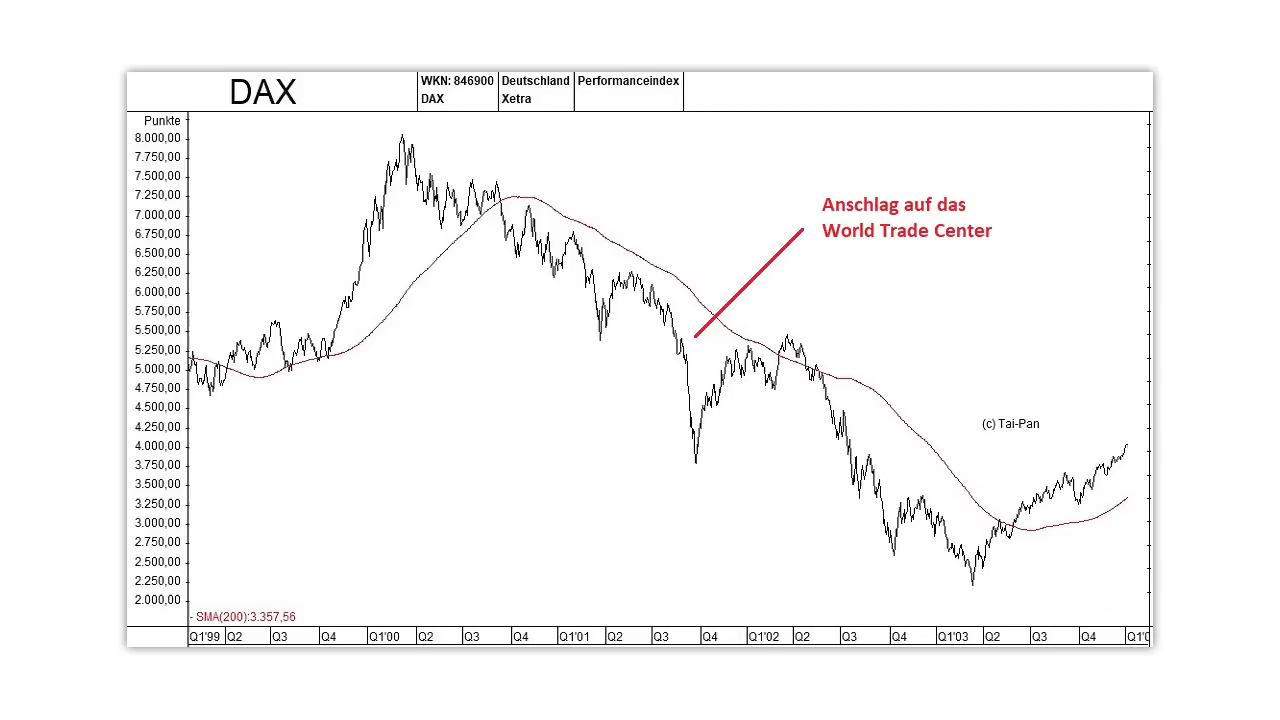 DAX
WKN: 846900
DAX
Deutschland
Xetra
Performanceindex
Punkte
8.000,00
7.750,00
7.500,00
7.250,00
7.000,00
6.750,00
6.500,00
6.250,00
6.000,00
5.750,00
5.500,00
5.250,00
5.000,00
4.750,00
4.500,00
4.250,00
4.000,00
3.750,00
3.500,00
3.250,00
3.000,00
2.750,00
2.500,00
2.250,00
2.000,00
Anschlag auf das
World Trade Center
(c) Tai-Pan
- SMA(200):3.357,56
Q1'99 Q2 Q3 Q4 Q1'00 Q2 Q3 Q4 Q1'01 Q2 Q3 Q4 Q1'02 Q2 Q3 Q4 Q1'03 Q2 Q3 Q4